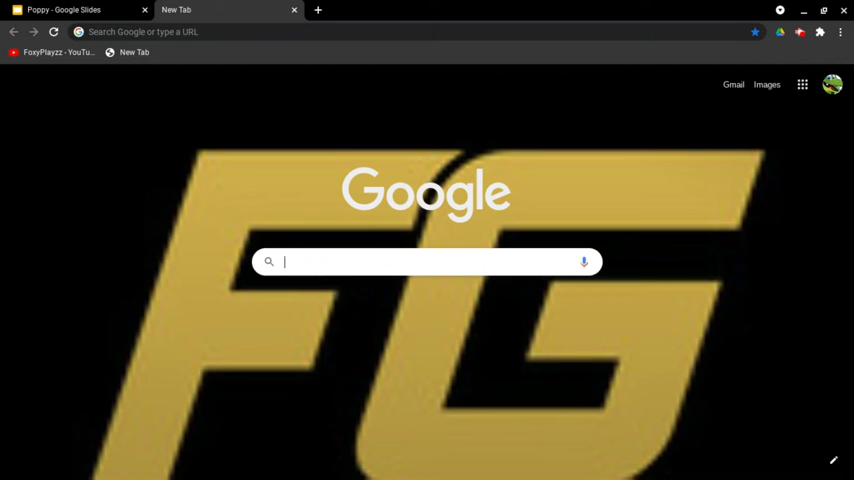 Poppy - Google Slides
New Tab
Search Google or type a URL
FoxyPlayzz - YouTu...
New Tab
Gmail
Images
FG
Google